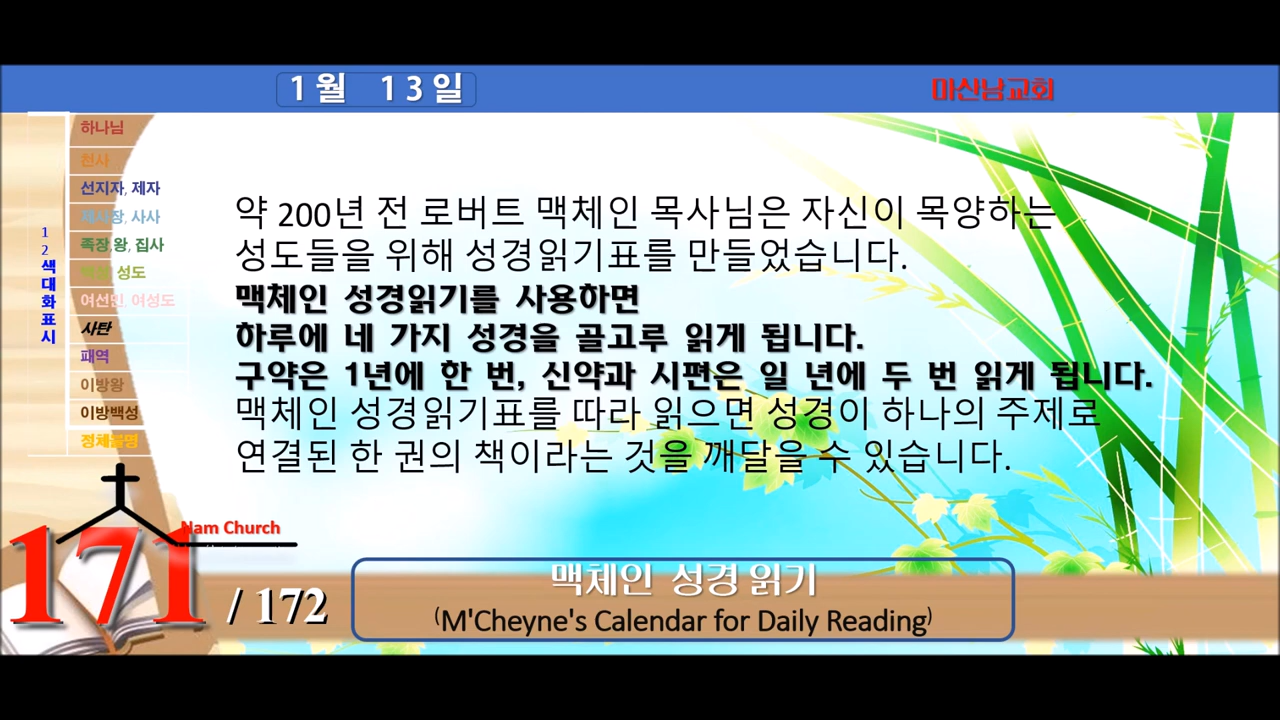 1월 13일
마산남교회
12색대화표시
하나님
천사
선지자, 제자
제사장, 사사
족장,왕, 집사
백성, 성도
여선민, 여성도
사탄
패역
이방왕
이방백성
정체불명
약 200년 전 로버트 맥체인 목사님은 자신이 목양하는
성도들을 위해 성경읽기표를 만들었습니다.
맥체인 성경읽기를 사용하면
하루에 네 가지 성경을 골고루 읽게 됩니다.
구약은 1년에 한 번, 신약과 시편은 일 년에 두 번 읽게 됩니다.
맥체인 성경읽기표를 따라 읽으면 성경이 하나의 주제로
연결된 한 권의 책이라는 것을 깨달을 수 있습니다.
Nam Church
171 / 172
맥체인 성경 읽기
(M'Cheyne's Calendar for Daily Reading)